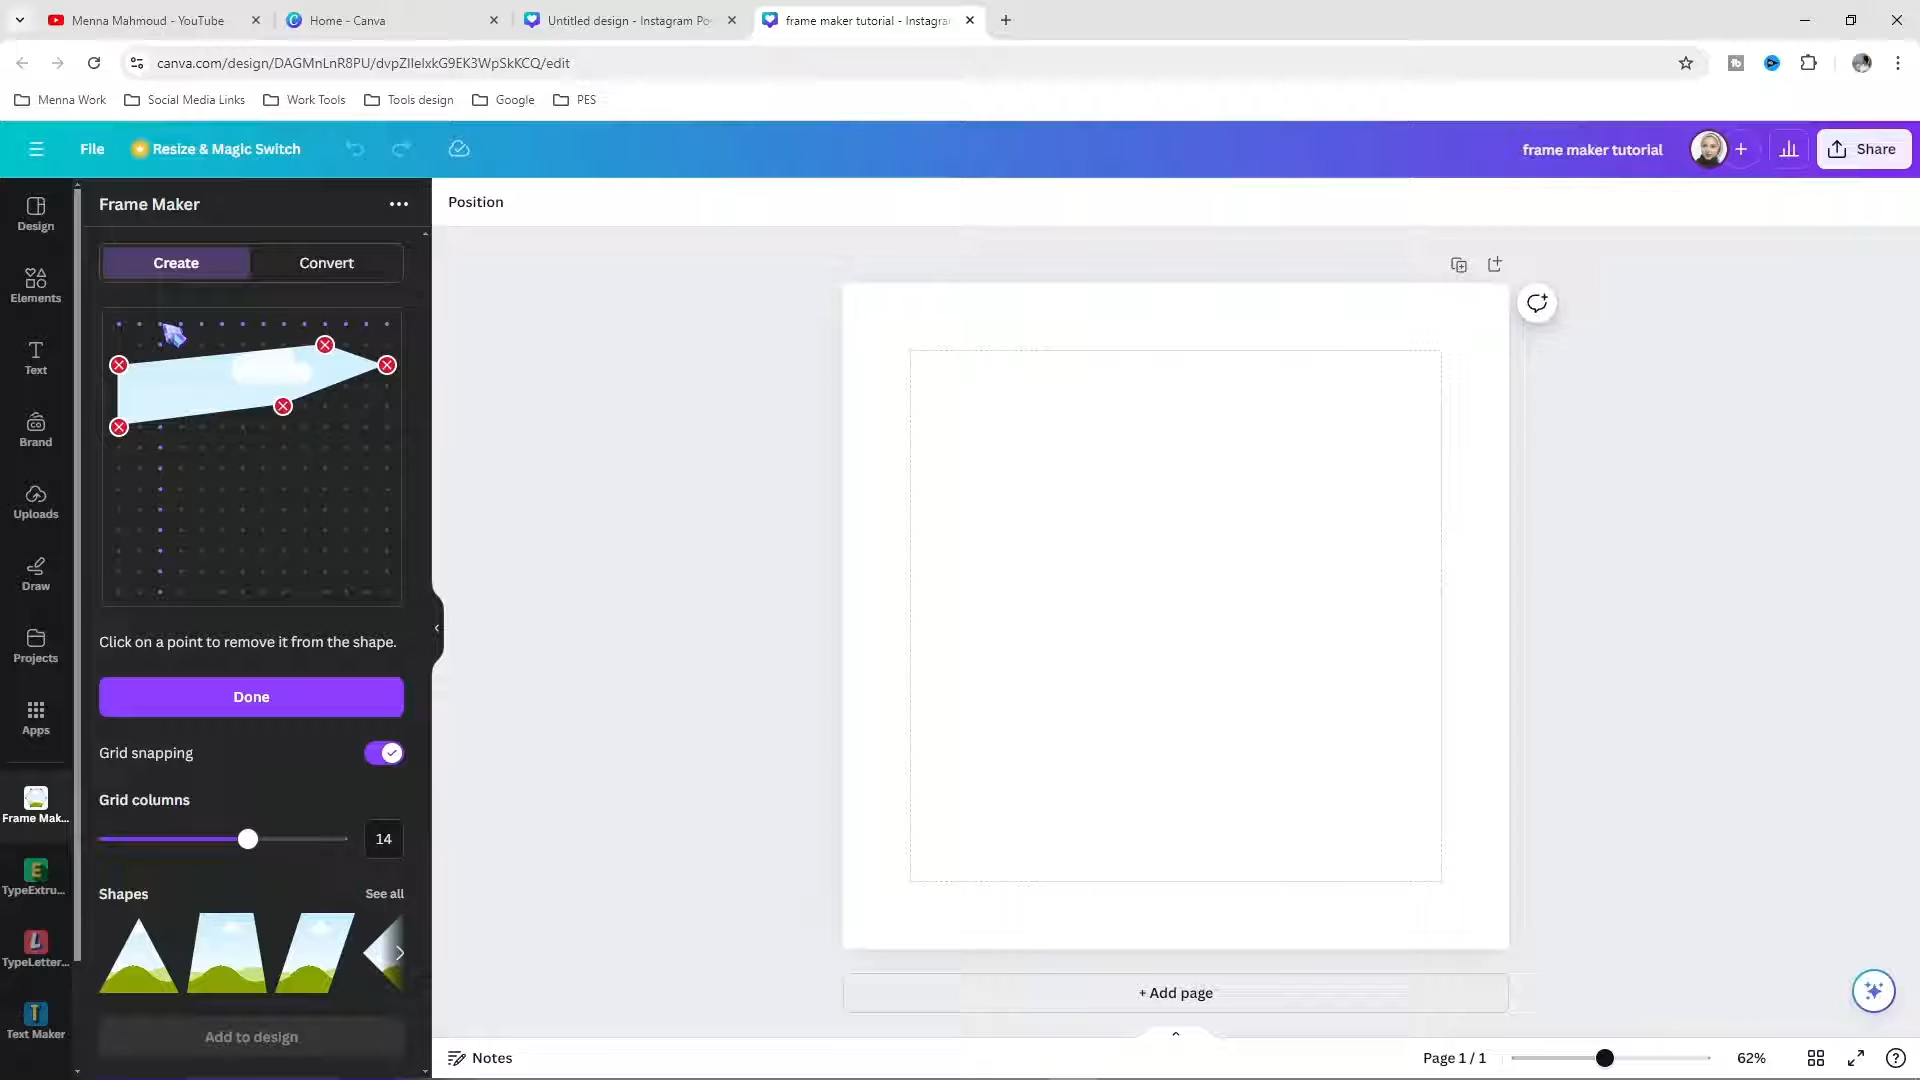 Menna Mahmoud - YouTube
Home - Canva
Untitled design - Instagram Po
frame maker tutorial - Instagra
canva.com/design/DAGMnLnR8PU/dvpZIlelxkG9EK3WpSkKCQ/edit
Menna Work
Social Media Links
Work Tools
Tools design
Google
PES
File
Resize & Magic Switch
frame maker tutorial
Share
Design
Elements
Text
Brand
Uploads
Draw
Projects
Apps
Frame Mak...
TypeExtru...
TypeLetter...
Text Maker
Frame Maker
Create
Convert
Click on a point to remove it from the shape.
Done
Grid snapping
Grid columns
14
Shapes
See all
Add to design
Position
+ Add page
Notes
Page 1 / 1
62%